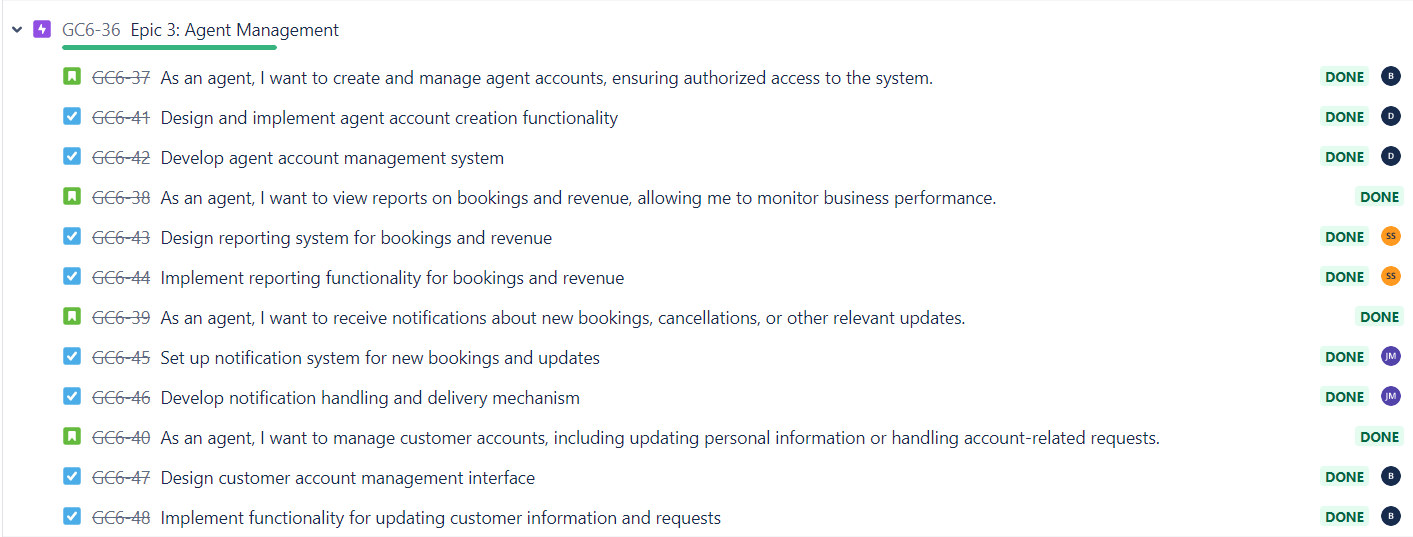 GC6-36 Epic 3: Agent Management
GC6-37 As an agent, I want to create and manage agent accounts, ensuring authorized access to the system. DONE B
GC6-41 Design and implement agent account creation functionality DONE D
GC6-42 Develop agent account management system DONE D
GC6-38 As an agent, I want to view reports on bookings and revenue, allowing me to monitor business performance. DONE
GC6-43 Design reporting system for bookings and revenue DONE SS
GC6-44 Implement reporting functionality for bookings and revenue DONE SS
GC6-39 As an agent, I want to receive notifications about new bookings, cancellations, or other relevant updates. DONE
GC6-45 Set up notification system for new bookings and updates DONE JM
GC6-46 Develop notification handling and delivery mechanism DONE JM
GC6-40 As an agent, I want to manage customer accounts, including updating personal information or handling account-related requests. DONE
GC6-47 Design customer account management interface DONE B
GC6-48 Implement functionality for updating customer information and requests DONE B